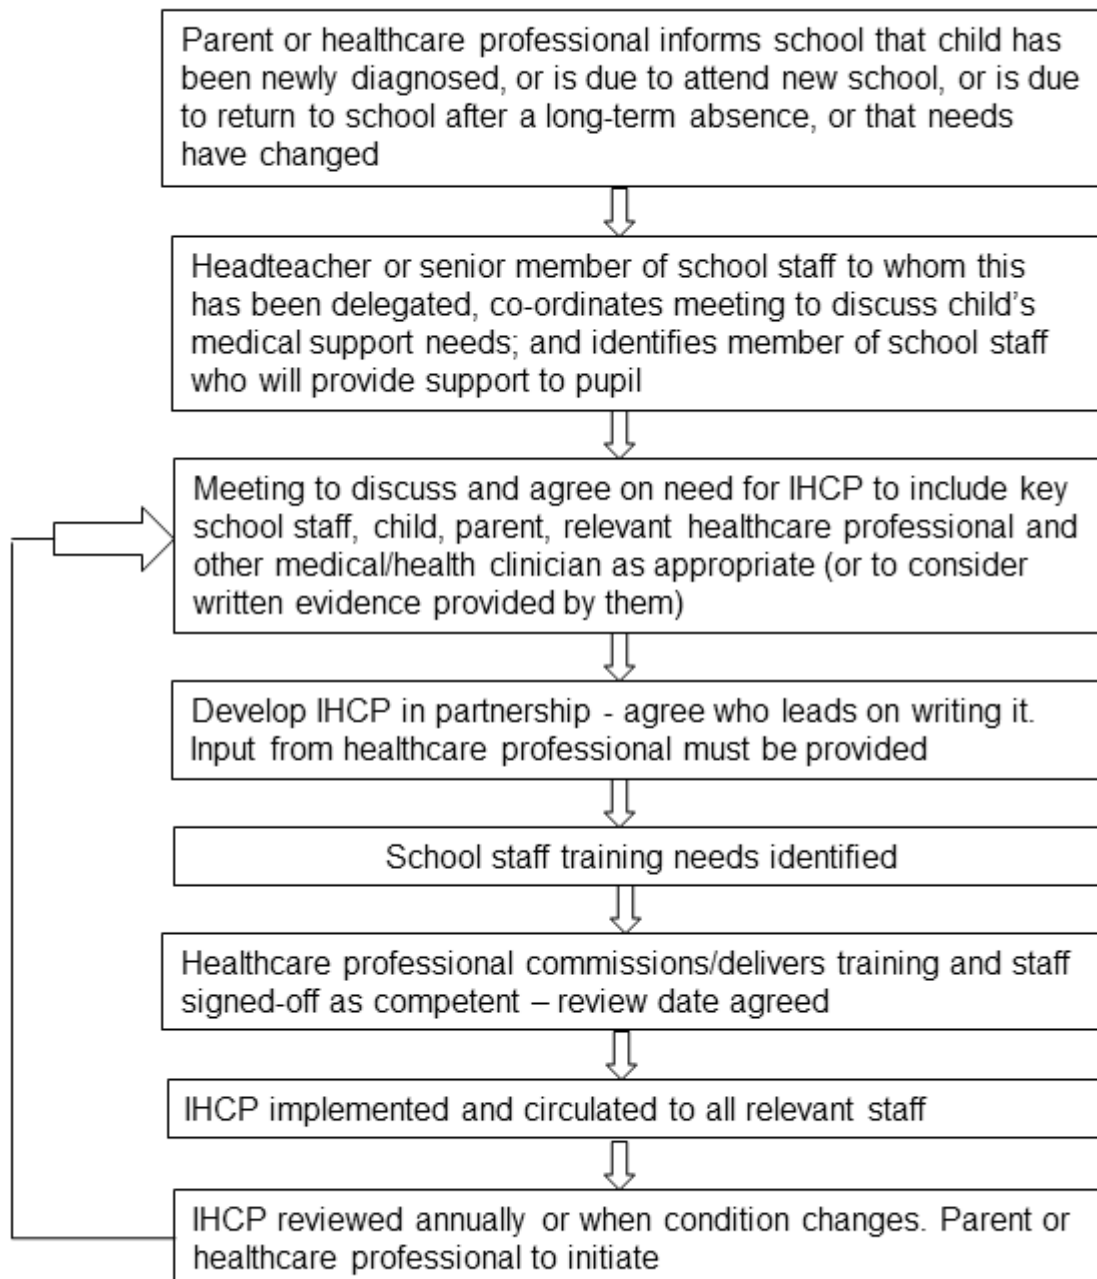 Parent or healthcare professional informs school that child has
been newly diagnosed, or is due to attend new school, or is due
to return to school after a long-term absence, or that needs
have changed
Headteacher or senior member of school staff to whom this
has been delegated, co-ordinates meeting to discuss child’s
medical support needs; and identifies member of school staff
who will provide support to pupil
Meeting to discuss and agree on need for IHCP to include key
school staff, child, parent, relevant healthcare professional and
other medical/health clinician as appropriate (or to consider
written evidence provided by them)
Develop IHCP in partnership - agree who leads on writing it.
Input from healthcare professional must be provided
School staff training needs identified
Healthcare professional commissions/delivers training and staff
signed-off as competent – review date agreed
IHCP implemented and circulated to all relevant staff
IHCP reviewed annually or when condition changes. Parent or
healthcare professional to initiate